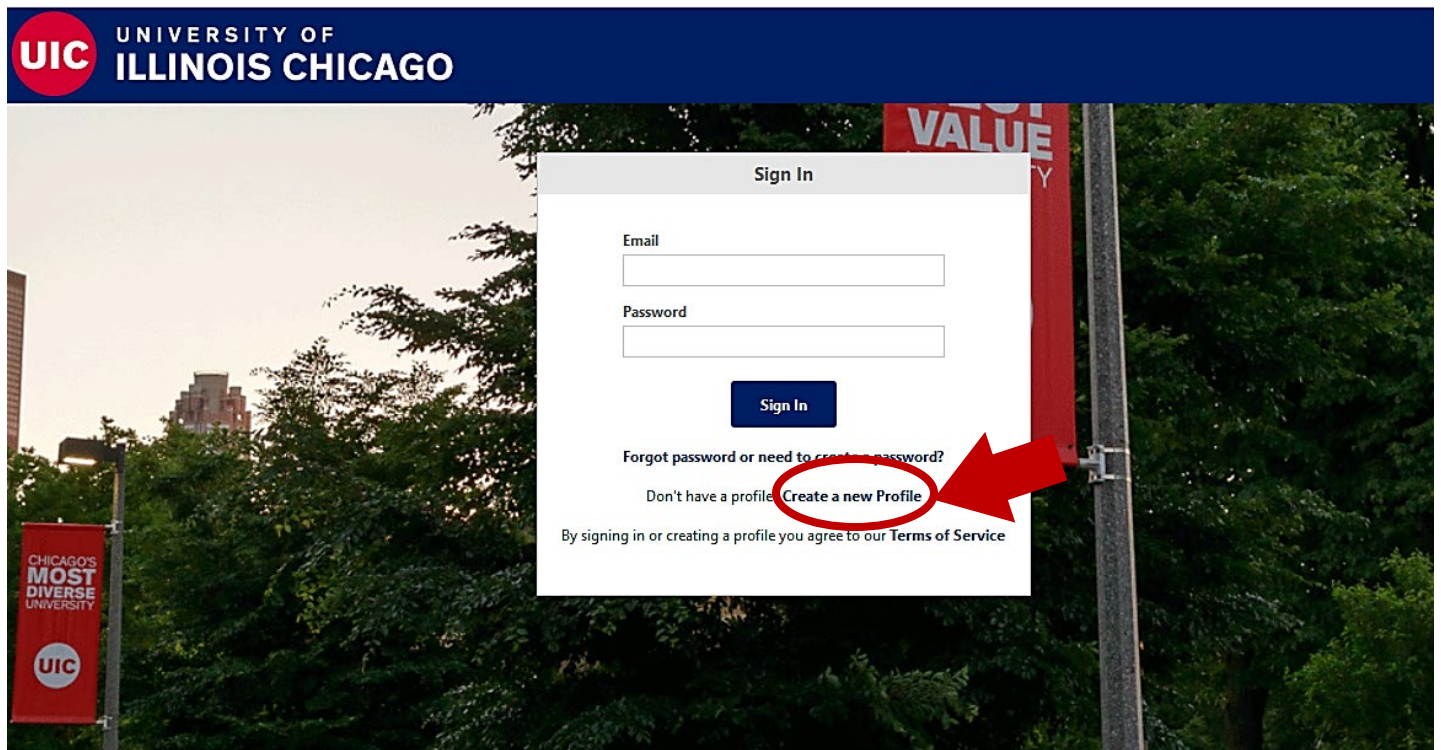 UIC
UNIVERSITY OF
ILLINOIS CHICAGO
VALUE
Sign In
Email
Password
Sign In
Forgot password or need to create a password?
Don't have a profile Create a new Profile
By signing in or creating a profile you agree to our Terms of Service
CHICAGO'S
MOST
DIVERSE
UNIVERSITY
UIC